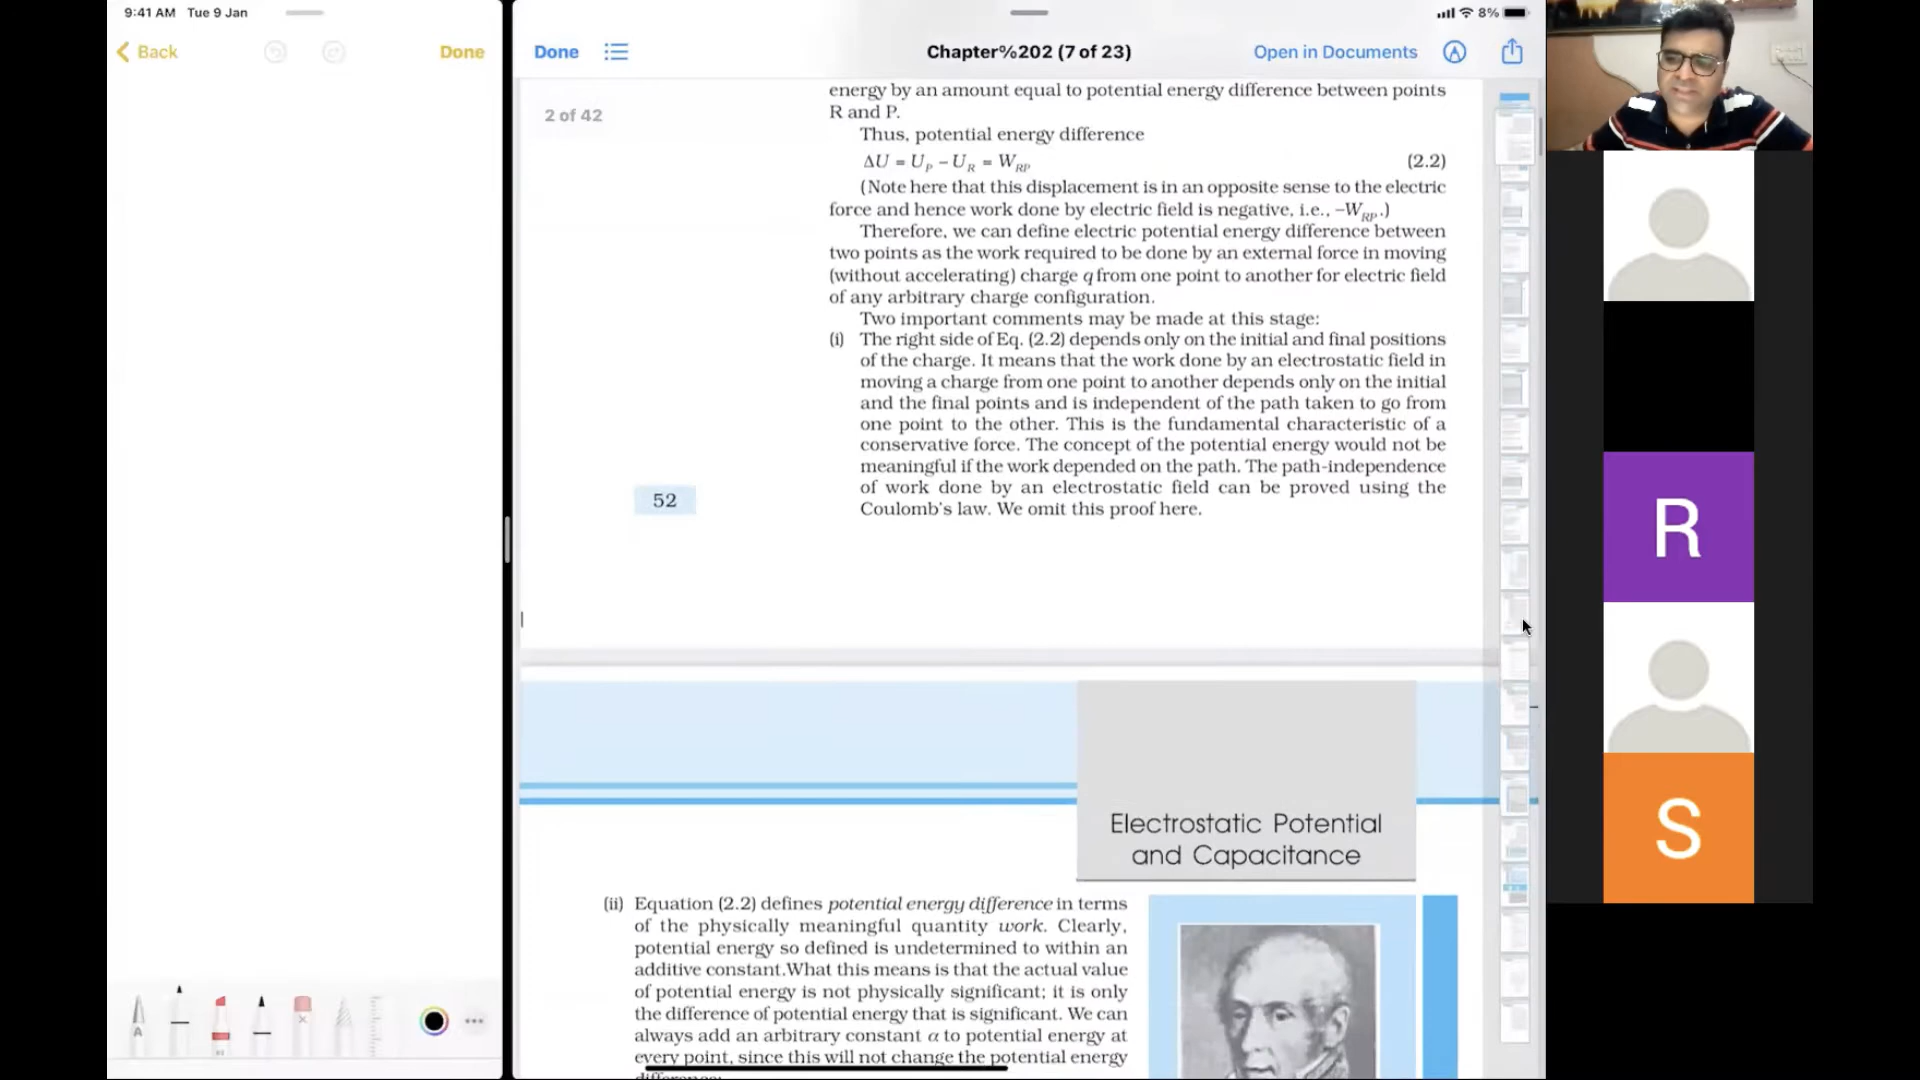 9:41 AM Tue 9 Jan
8%
Back
Done
Done
Chapter%202 (7 of 23)
Open in Documents
2 of 42
energy by an amount equal to potential energy difference between points
R and P.
Thus, potential energy difference
ΔU = U_P − U_R = W_RP (2.2)
(Note here that this displacement is in an opposite sense to the electric
force and hence work done by electric field is negative, i.e., –W_RP.)
Therefore, we can define electric potential energy difference between
two points as the work required to be done by an external force in moving
(without accelerating) charge q from one point to another for electric field
of any arbitrary charge configuration.
Two important comments may be made at this stage:
(i) The right side of Eq. (2.2) depends only on the initial and final positions
of the charge. It means that the work done by an electrostatic field in
moving a charge from one point to another depends only on the initial
and the final points and is independent of the path taken to go from
one point to the other. This is the fundamental characteristic of a
conservative force. The concept of the potential energy would not be
meaningful if the work depended on the path. The path-independence
of work done by an electrostatic field can be proved using the
Coulomb's law. We omit this proof here.
52
Electrostatic Potential
and Capacitance
(ii) Equation (2.2) defines potential energy difference in terms
of the physically meaningful quantity work. Clearly,
potential energy so defined is undetermined to within an
additive constant.What this means is that the actual value
of potential energy is not physically significant; it is only
the difference of potential energy that is significant. We can
always add an arbitrary constant α to potential energy at
every point, since this will not change the potential energy
difference:
A
R
S